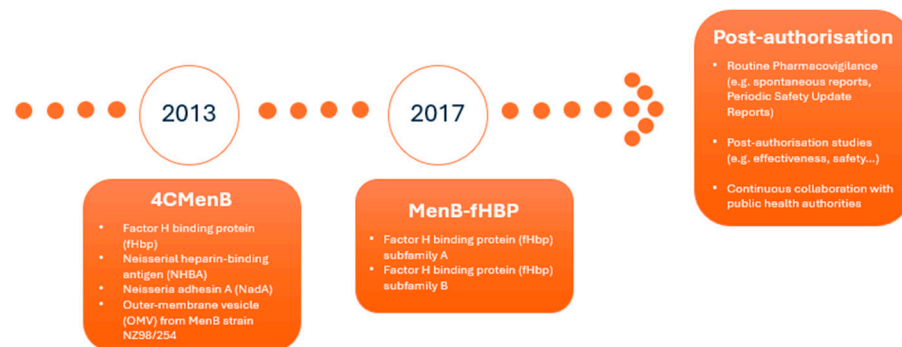 2013
4CMenB
• Factor H binding protein
(fHbp)
• Neisserial heparin-binding
antigen (NHBA)
• Neisseria adhesin A (NadA)
• Outer-membrane vesicle
(OMV) from MenB strain
NZ98/254
2017
MenB-fHBP
• Factor H binding protein (fHbp)
subfamily A
• Factor H binding protein (fHbp)
subfamily B
Post-authorisation
• Routine Pharmacovigilance
(e.g. spontaneous reports,
Periodic Safety Update
Reports)
• Post-authorisation studies
(e.g. effectiveness, safety...)
• Continuous collaboration with
public health authorities